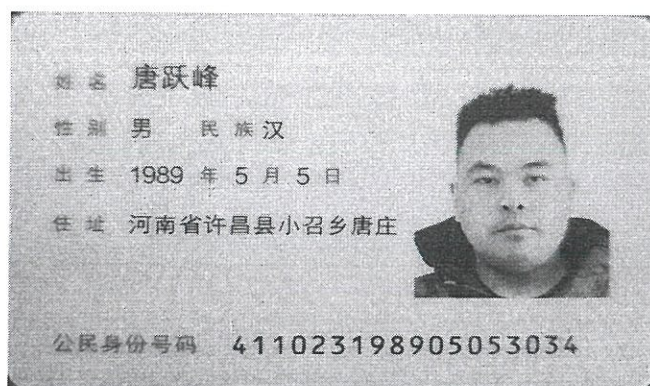 姓名 唐跃峰
性别 男 民族 汉
出生 1989 年 5 月 5 日
住址 河南省许昌县小召乡唐庄
公民身份号码 411023198905053034